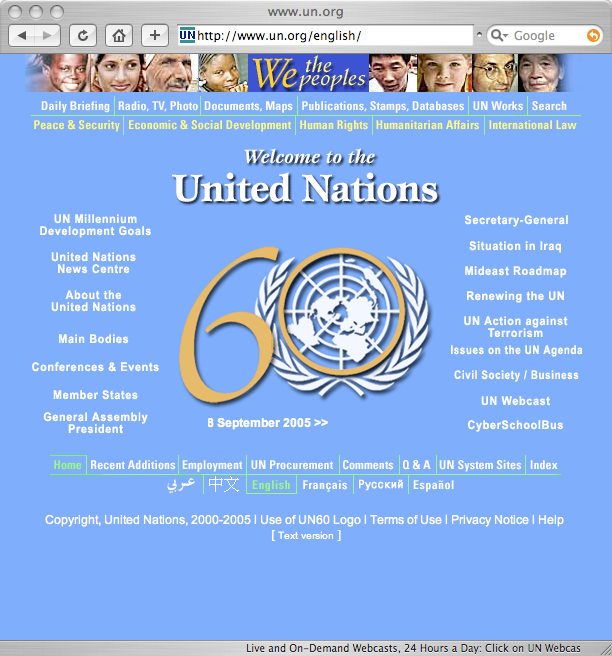 www.un.org
UN http://www.un.org/english/
Google
We the peoples
Daily Briefing Radio, TV, Photo Documents, Maps Publications, Stamps, Databases UN Works Search
Peace & Security Economic & Social Development Human Rights Humanitarian Affairs International Law
Welcome to the
United Nations
UN Millennium
Development Goals
United Nations
News Centre
About the
United Nations
Main Bodies
Conferences & Events
Member States
General Assembly
President
60
8 September 2005 >>
Secretary-General
Situation in Iraq
Mideast Roadmap
Renewing the UN
UN Action against
Terrorism
Issues on the UN Agenda
Civil Society / Business
UN Webcast
CyberSchoolBus
Home Recent Additions Employment UN Procurement Comments Q & A UN System Sites Index
عربي 中文 English Français Русский Español
Copyright, United Nations, 2000-2005 | Use of UN60 Logo | Terms of Use | Privacy Notice | Help
[ Text version ]
Live and On-Demand Webcasts, 24 Hours a Day: Click on UN Webcas